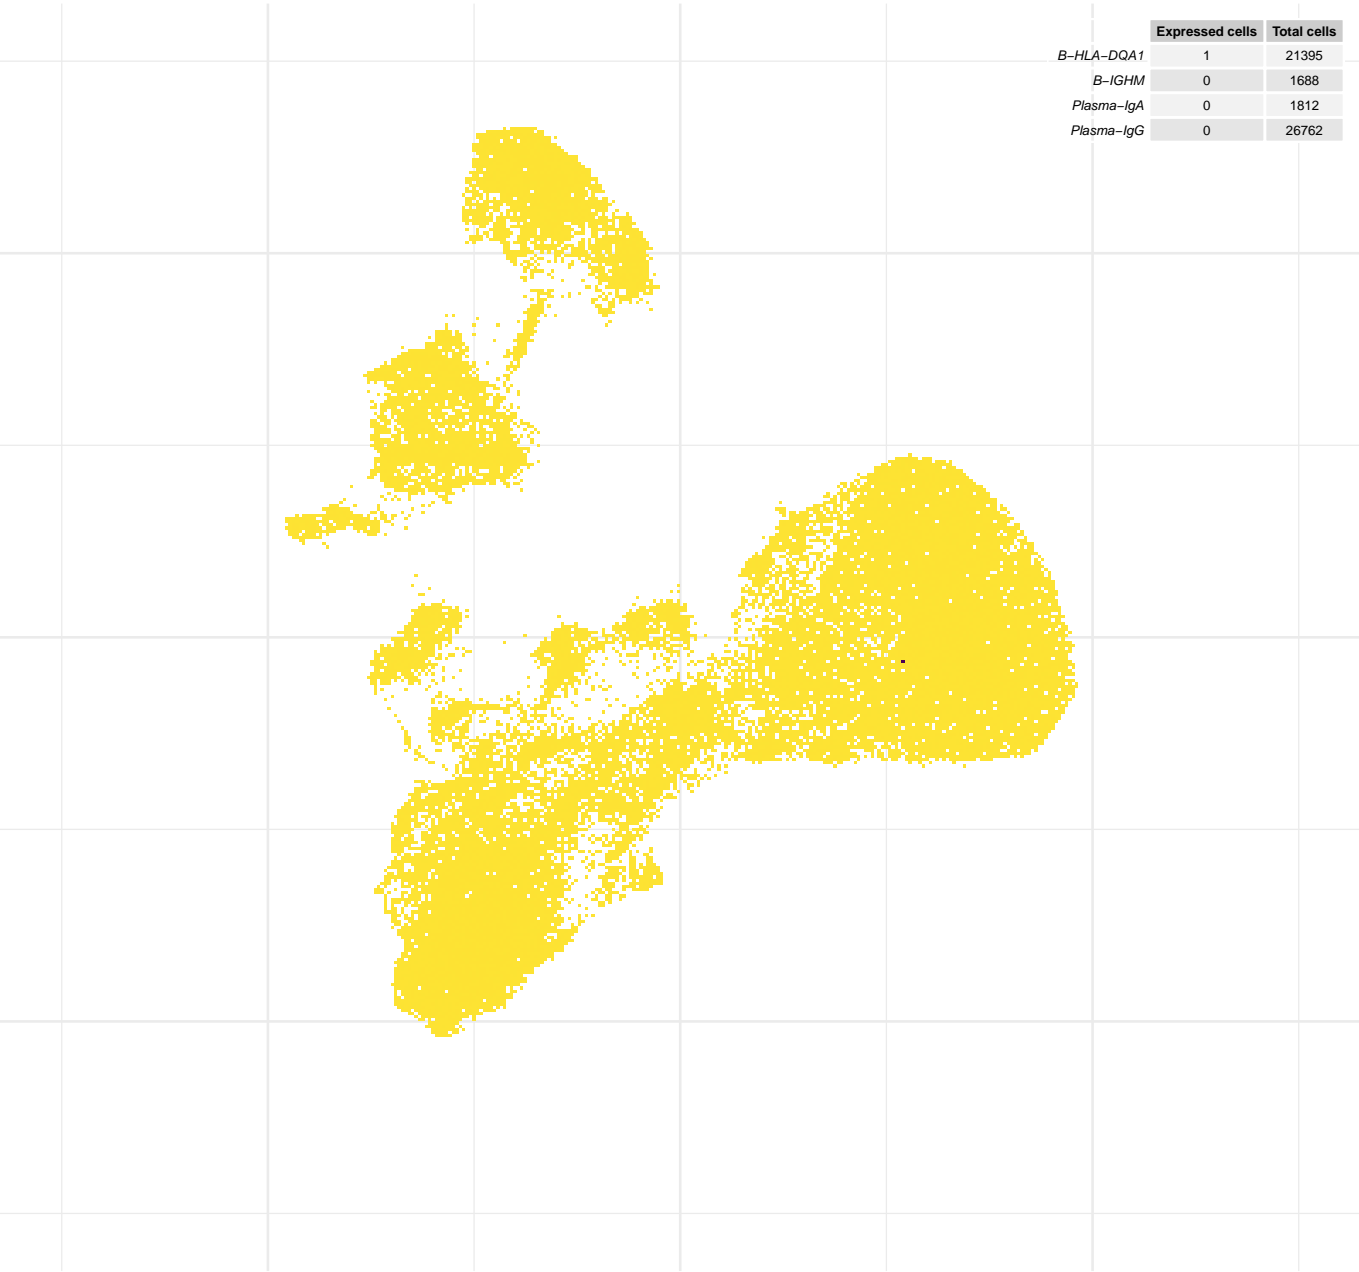 Expressed cells Total cells
B−HLA−DQA1 1 21395
B−IGHM 0 1688
Plasma−IgA 0 1812
Plasma−IgG 0 26762